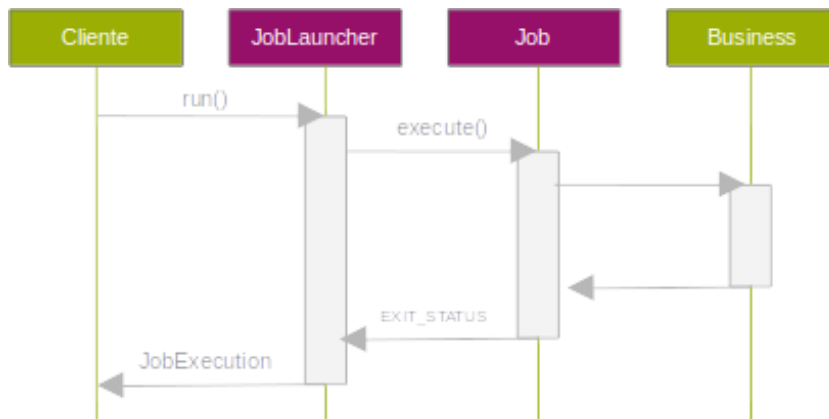 Cliente
JobLauncher
Job
Business
run()
execute()
EXIT_STATUS
JobExecution